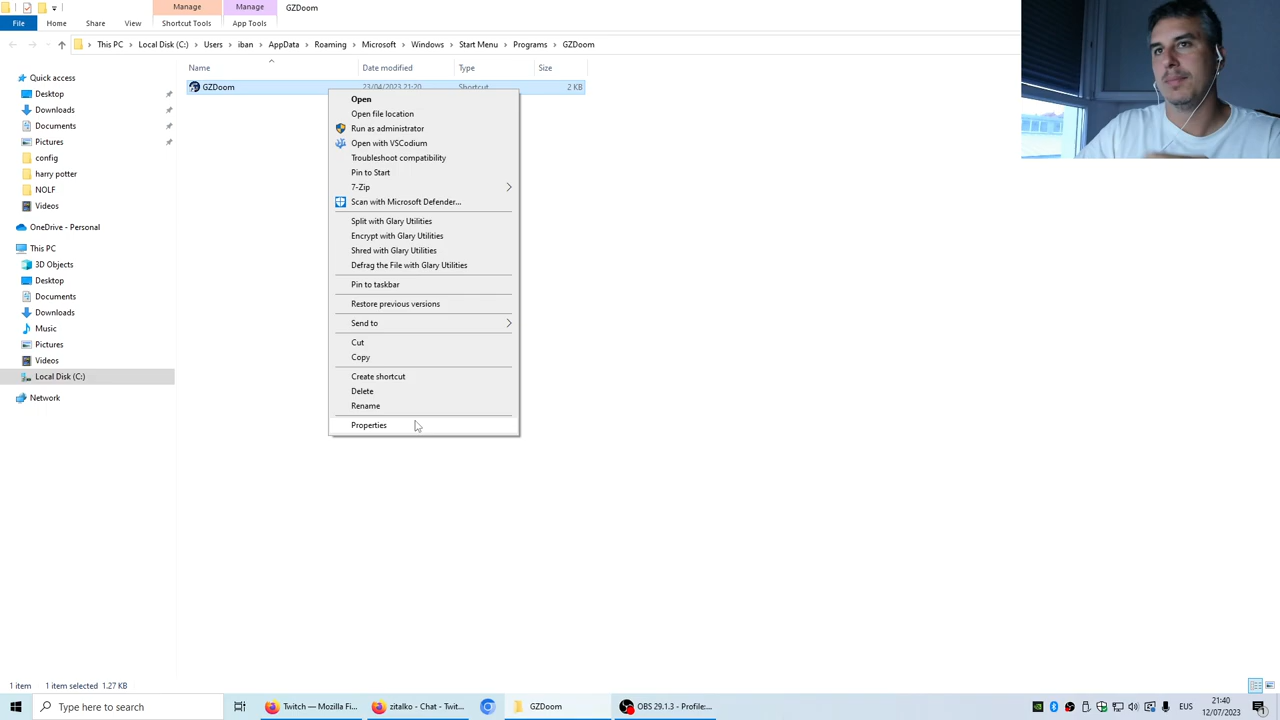 Manage
Manage
GZDoom
File
Home
Share
View
Shortcut Tools
App Tools
This PC
Local Disk (C:)
Users
iban
AppData
Roaming
Microsoft
Windows
Start Menu
Programs
GZDoom
Name
Date modified
Type
Size
GZDoom
23/04/2023 21:20
Shortcut
2 KB
Quick access
Desktop
Downloads
Documents
Pictures
config
harry potter
NOLF
Videos
OneDrive - Personal
This PC
3D Objects
Desktop
Documents
Downloads
Music
Pictures
Videos
Local Disk (C:)
Network
Open
Open file location
Run as administrator
Open with VSCodium
Troubleshoot compatibility
Pin to Start
7-Zip
Scan with Microsoft Defender...
Split with Glary Utilities
Encrypt with Glary Utilities
Shred with Glary Utilities
Defrag the File with Glary Utilities
Pin to taskbar
Restore previous versions
Send to
Cut
Copy
Create shortcut
Delete
Rename
Properties
1 item
1 item selected 1.27 KB
Type here to search
Twitch — Mozilla Fi...
zitalko - Chat - Twit...
GZDoom
OBS 29.1.3 - Profile:...
EUS
21:40
12/07/2023
1